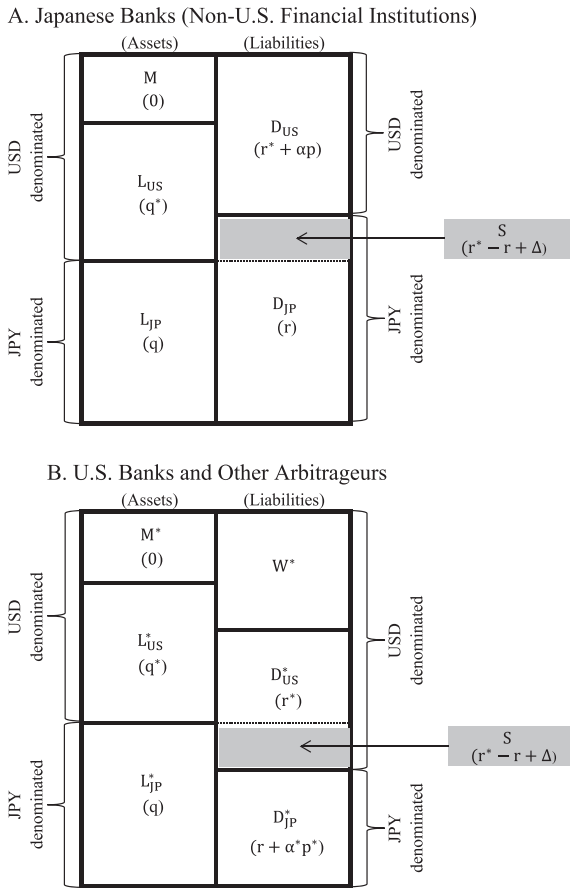 A. Japanese Banks (Non-U.S. Financial Institutions)
(Assets) (Liabilities)
USD
denominated
M
(0)
L_US
(q*)
D_US
(r* + αp)
USD
denominated
S
(r* − r + Δ)
JPY
denominated
L_JP
(q)
D_JP
(r)
JPY
denominated
B. U.S. Banks and Other Arbitrageurs
(Assets) (Liabilities)
USD
denominated
M*
(0)
W*
L*_US
(q*)
D*_US
(r*)
USD
denominated
S
(r* − r + Δ)
JPY
denominated
L*_JP
(q)
D*_JP
(r + α*p*)
JPY
denominated